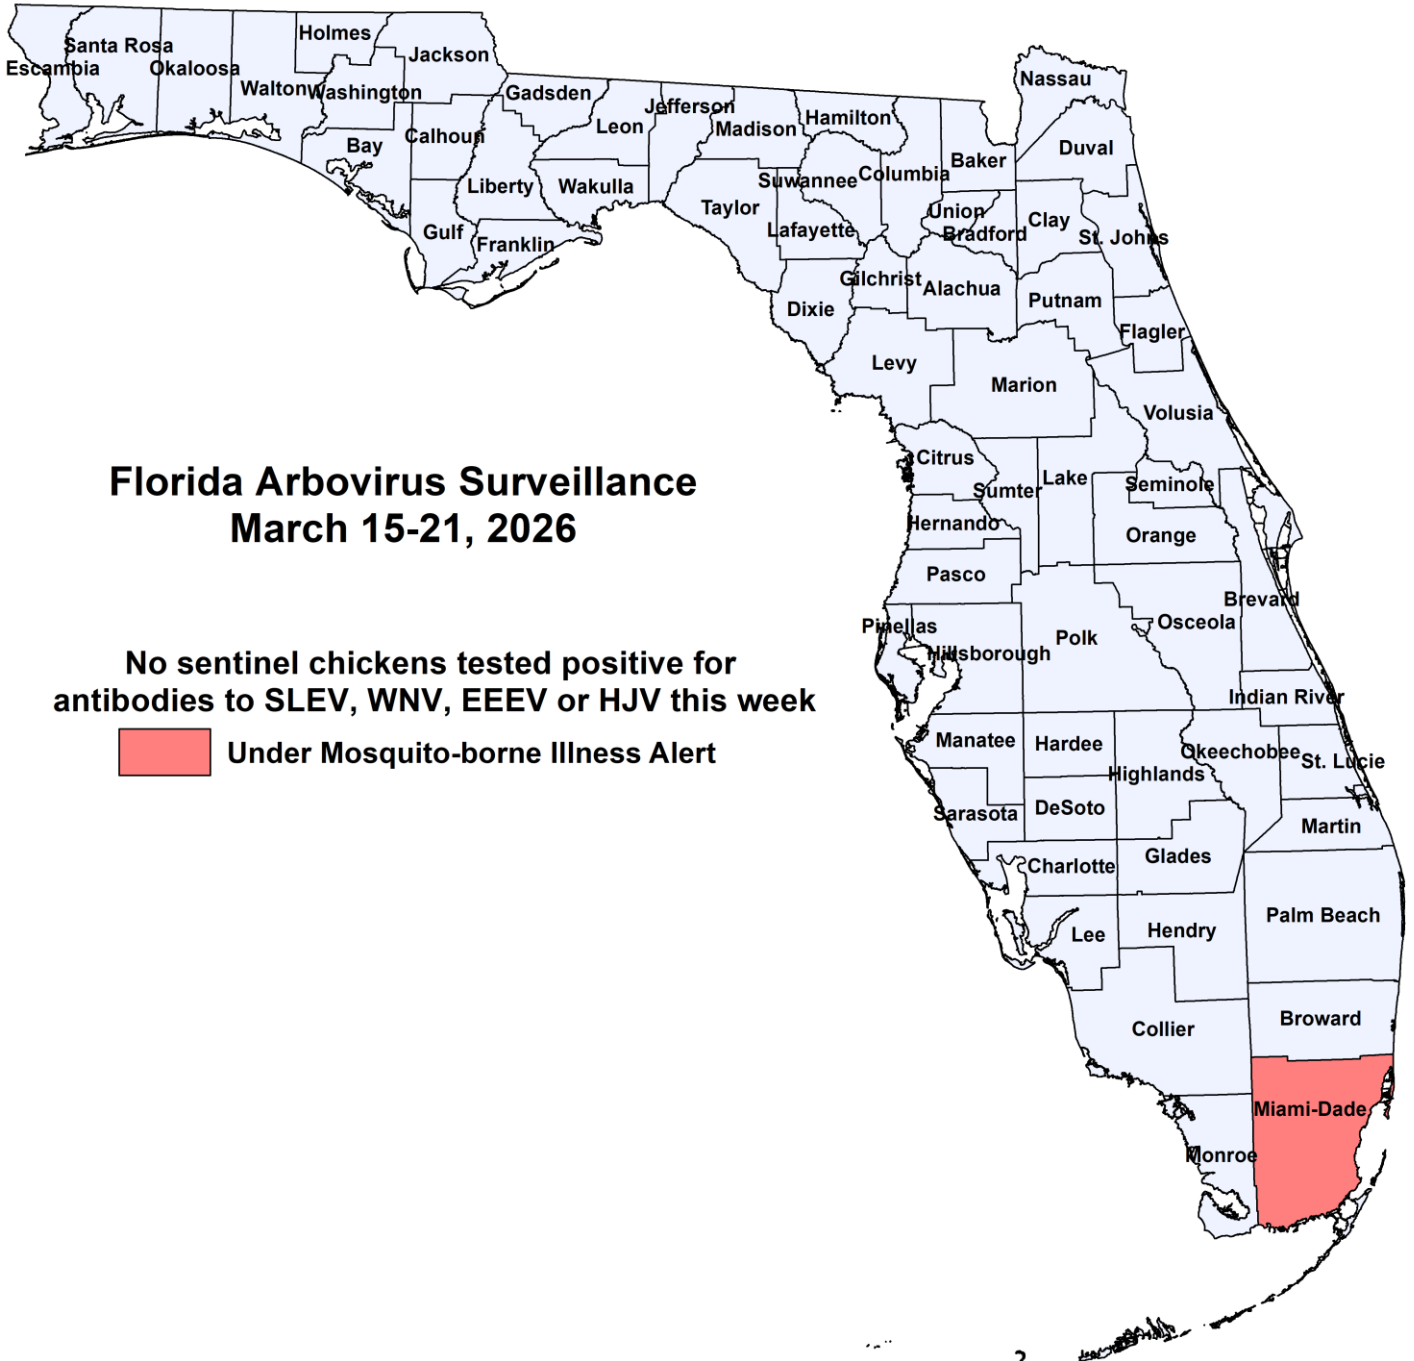 Holmes
Jackson
Santa Rosa
Escambia
Okaloosa
Walton
Washington
Gadsden
Jefferson
Nassau
Leon
Madison
Hamilton
Calhoun
Bay
Duval
Baker
Liberty
Wakulla
Suwannee
Columbia
Taylor
Union
Clay
Gulf
Franklin
Lafayette
Bradford
St. Johns
Gilchrist
Alachua
Dixie
Putnam
Flagler
Levy
Marion
Volusia
Citrus
Florida Arbovirus Surveillance
March 15-21, 2026
Sumter
Lake
Seminole
Hernando
Orange
Pasco
Brevard
Pinellas
Osceola
Polk
Hillsborough
No sentinel chickens tested positive for
antibodies to SLEV, WNV, EEEV or HJV this week
Under Mosquito-borne Illness Alert
Indian River
Manatee
Hardee
Okeechobee
St. Lucie
Highlands
Sarasota
DeSoto
Martin
Charlotte
Glades
Palm Beach
Lee
Hendry
Broward
Collier
Miami-Dade
Monroe